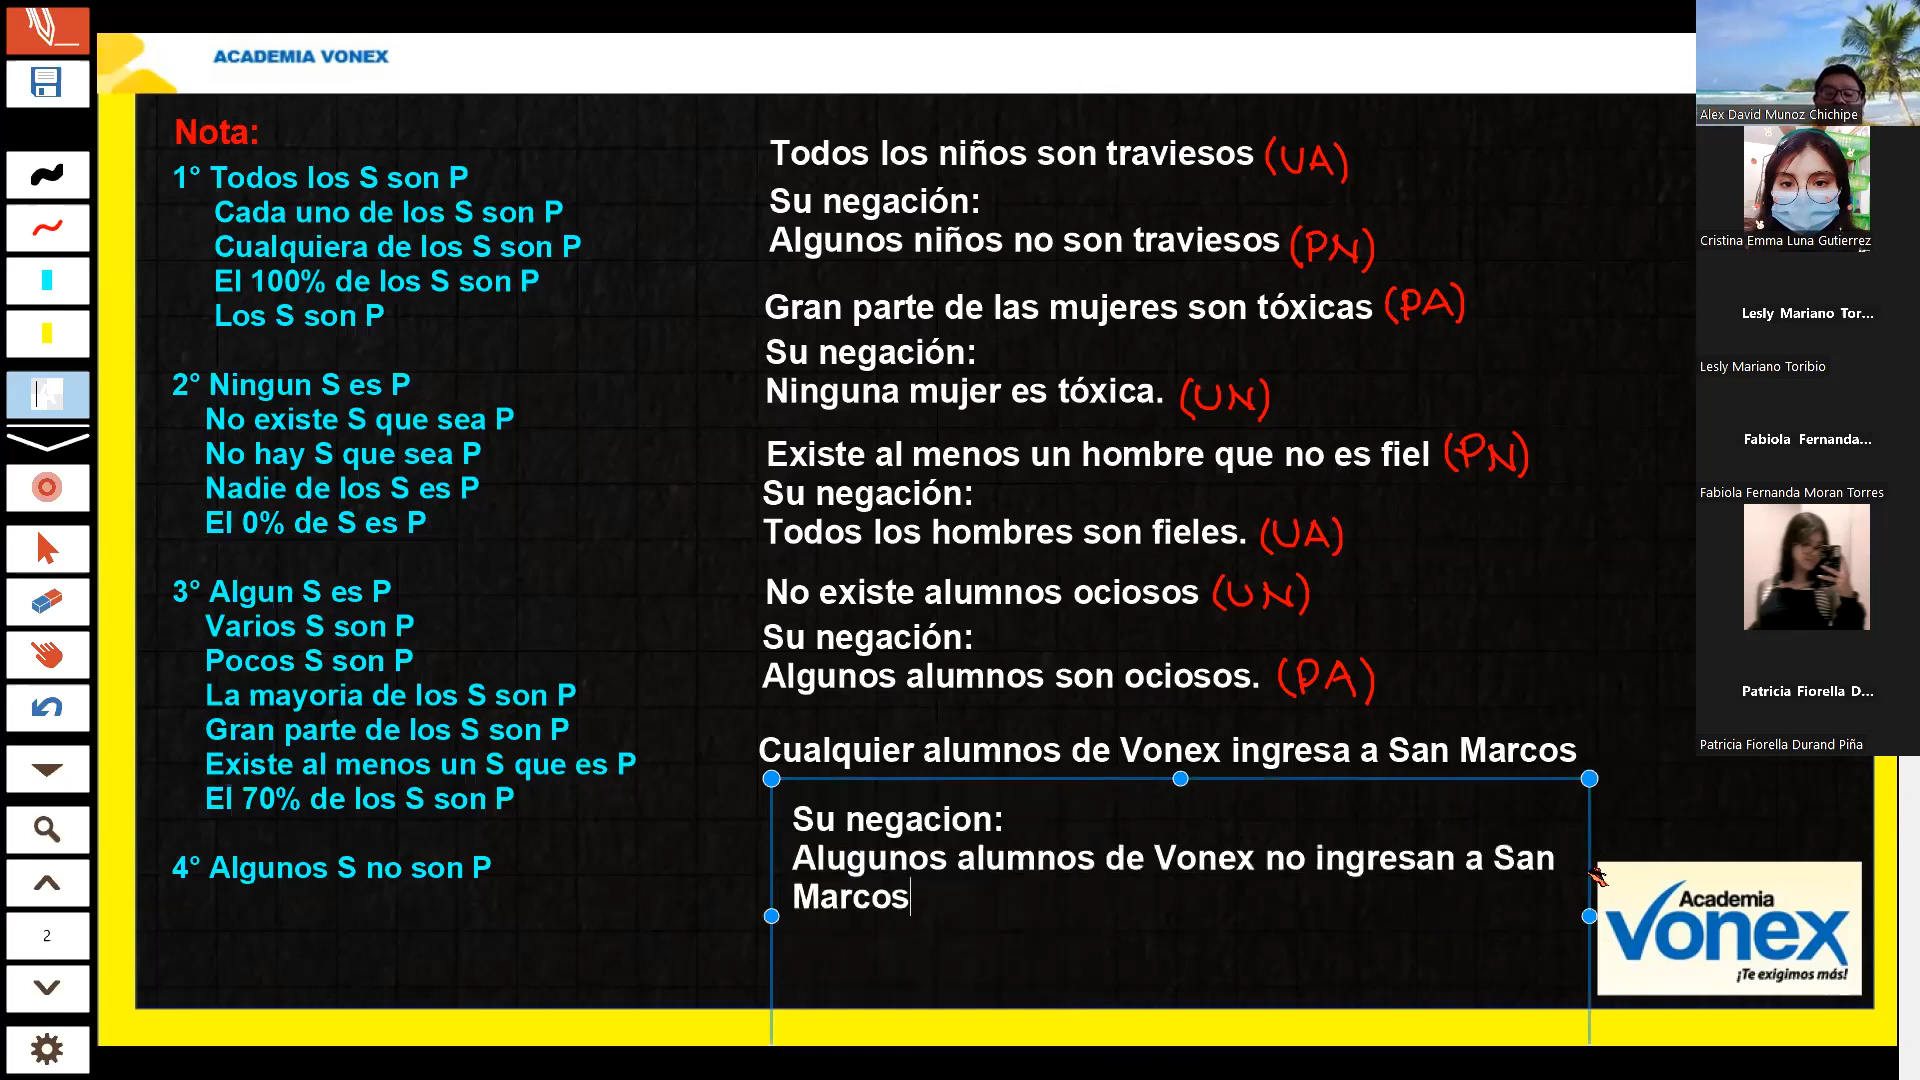 ACADEMIA VONEX
Nota:
1° Todos los S son P
Cada uno de los S son P
Cualquiera de los S son P
El 100% de los S son P
Los S son P
2° Ningun S es P
No existe S que sea P
No hay S que sea P
Nadie de los S es P
El 0% de S es P
3° Algun S es P
Varios S son P
Pocos S son P
La mayoria de los S son P
Gran parte de los S son P
Existe al menos un S que es P
El 70% de los S son P
4° Algunos S no son P
Todos los niños son traviesos (UA)
Su negación:
Algunos niños no son traviesos (PN)
Gran parte de las mujeres son tóxicas (PA)
Su negación:
Ninguna mujer es tóxica. (UN)
Existe al menos un hombre que no es fiel (PN)
Su negación:
Todos los hombres son fieles. (UA)
No existe alumnos ociosos (UN)
Su negación:
Algunos alumnos son ociosos. (PA)
Cualquier alumnos de Vonex ingresa a San Marcos
Su negacion:
Alugunos alumnos de Vonex no ingresan a San
Marcos
Academia
Vonex
¡Te exigimos más!
2
Alex David Munoz Chichipe
Cristina Emma Luna Gutierrez
Lesly Mariano Tor...
Lesly Mariano Toribio
Fabiola Fernanda...
Fabiola Fernanda Moran Torres
Patricia Fiorella D...
Patricia Fiorella Durand Piña